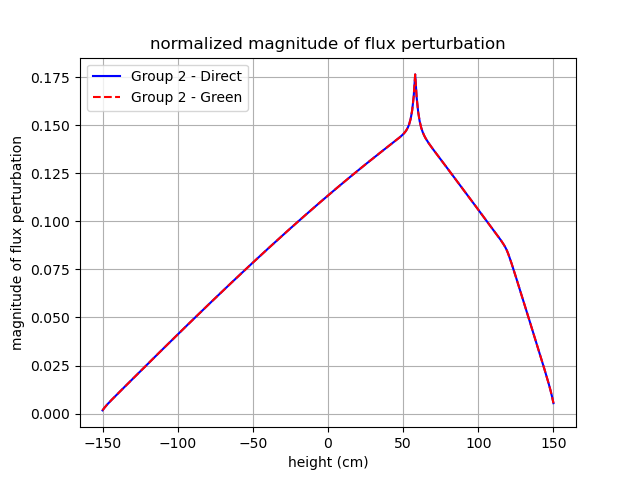 normalized magnitude of flux perturbation
Group 2 - Direct
Group 2 - Green
magnitude of flux perturbation
0.175
0.150
0.125
0.100
0.075
0.050
0.025
0.000
−150 −100 −50 0 50 100 150
height (cm)